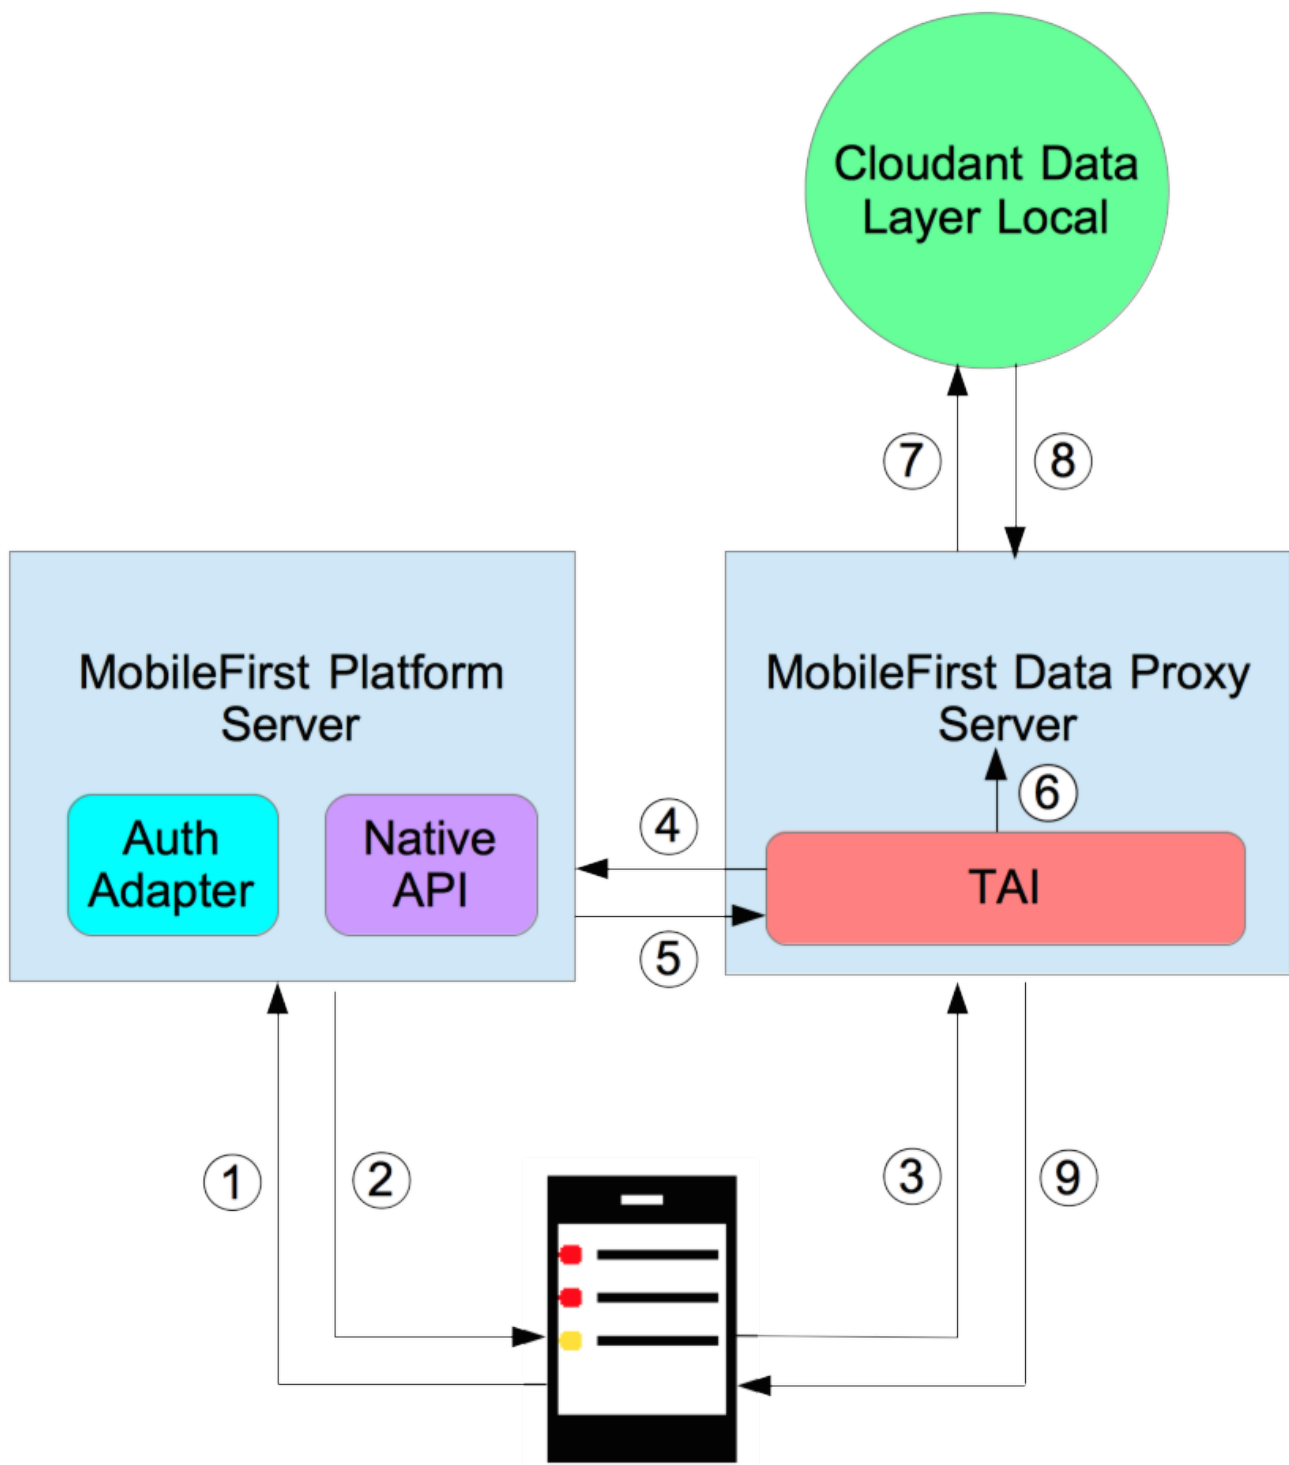 Cloudant Data
Layer Local
7
8
MobileFirst Platform
Server
MobileFirst Data Proxy
Server
6
4
Auth
Adapter
Native
API
TAI
5
1
2
3
9